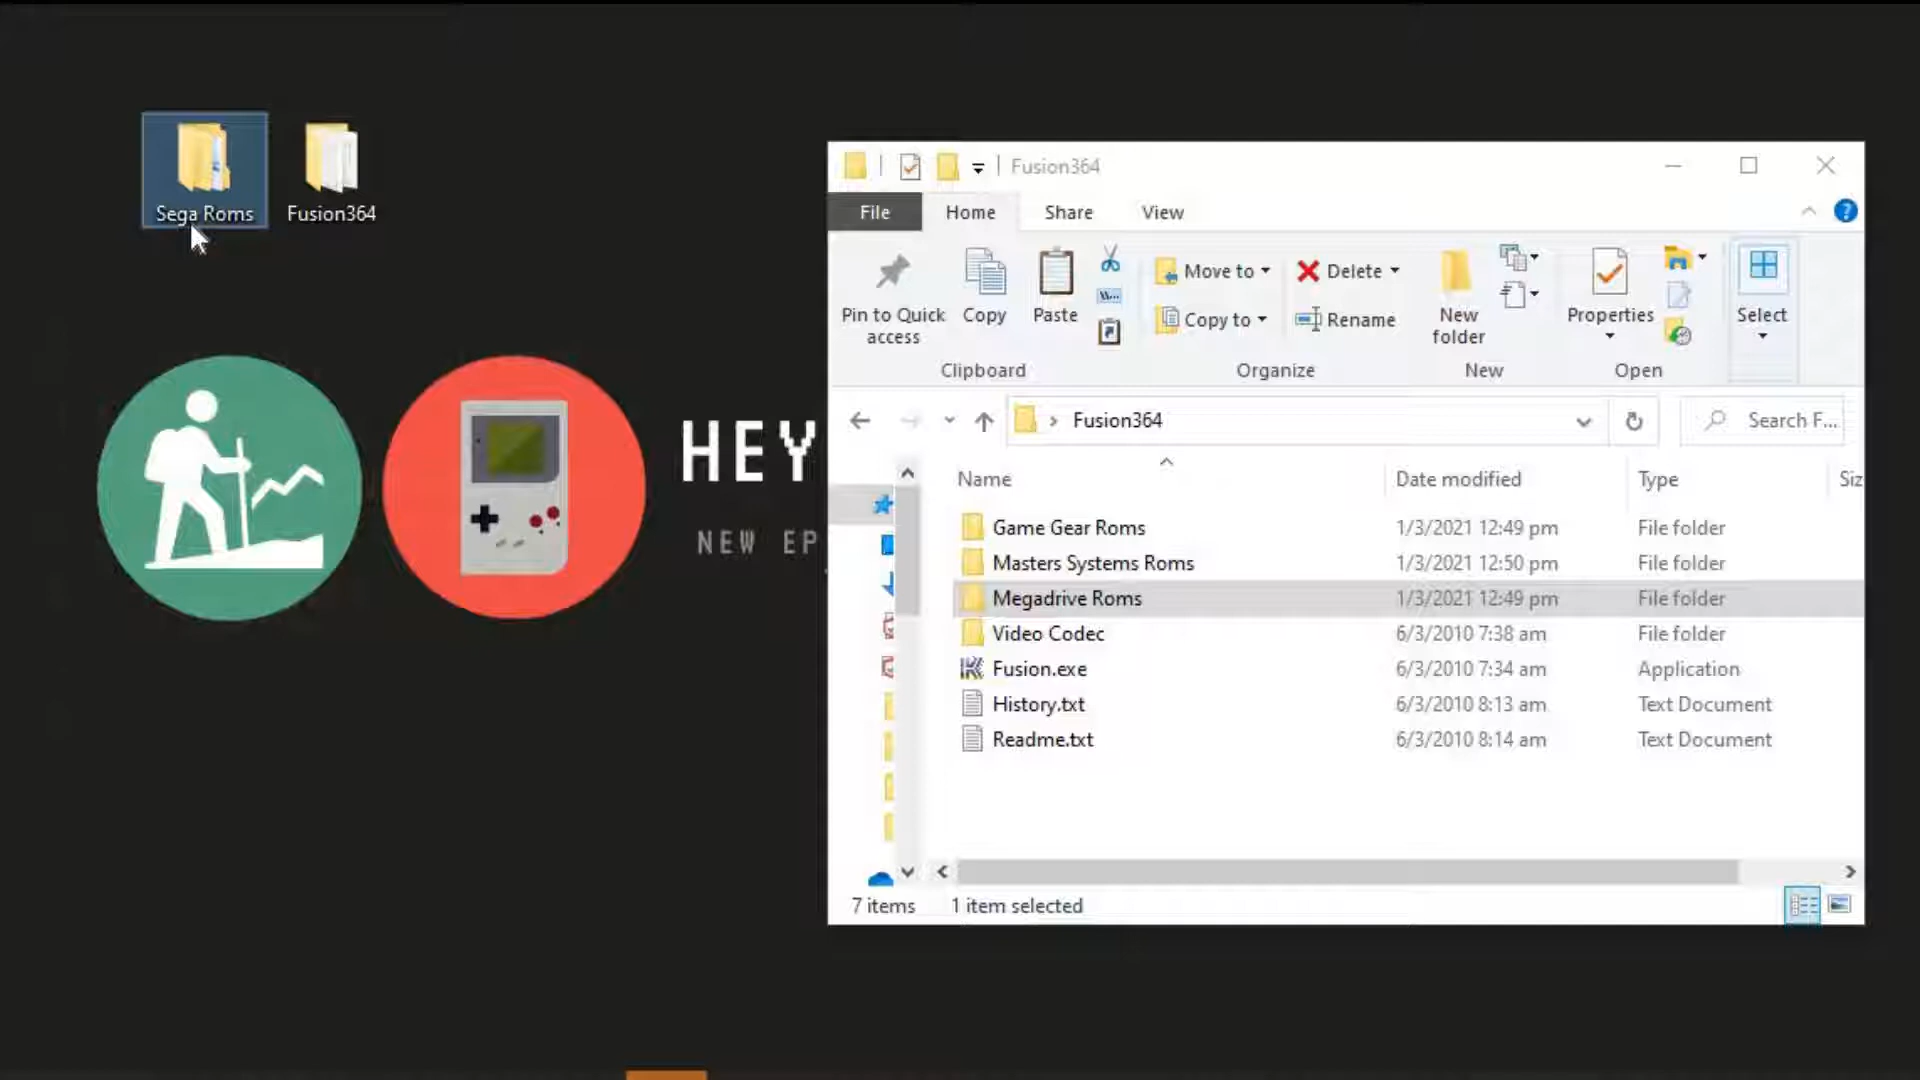 Sega Roms
Fusion364
HEY
NEW EP
Fusion364
File Home Share View
Pin to Quick access
Copy
Paste
Move to
Copy to
Delete
Rename
New folder
Properties
Select
Clipboard Organize New Open
Fusion364
Search F...
Name Date modified Type Siz
Game Gear Roms 1/3/2021 12:49 pm File folder
Masters Systems Roms 1/3/2021 12:50 pm File folder
Megadrive Roms 1/3/2021 12:49 pm File folder
Video Codec 6/3/2010 7:38 am File folder
Fusion.exe 6/3/2010 7:34 am Application
History.txt 6/3/2010 8:13 am Text Document
Readme.txt 6/3/2010 8:14 am Text Document
7 items 1 item selected